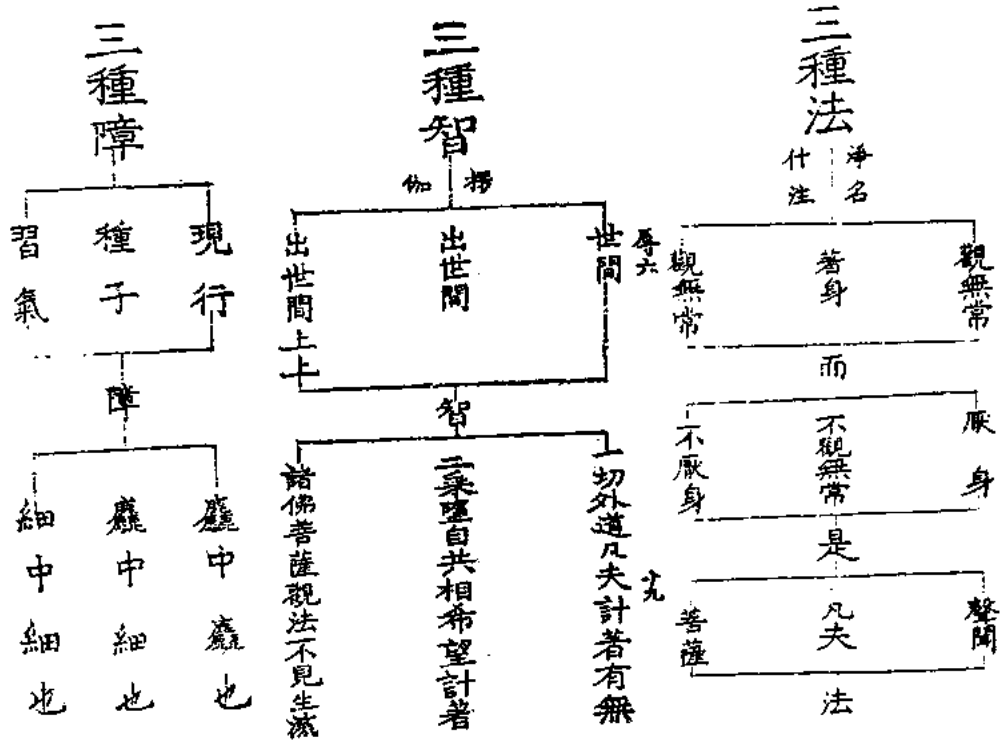 三種法
淨名
什注
觀無常
著身
觀無常
而
厭身
不觀無常
不厭身
是
聲聞
凡夫
菩薩
法
三種智
楞
伽
世間
出世間
出世間上上
智
一切外道凡夫計著有無
二乘墮自共相希望計著
諸佛菩薩觀法不見生滅
三種障
現行
種子
習氣
障
麤中麤也
麤中細也
細中細也